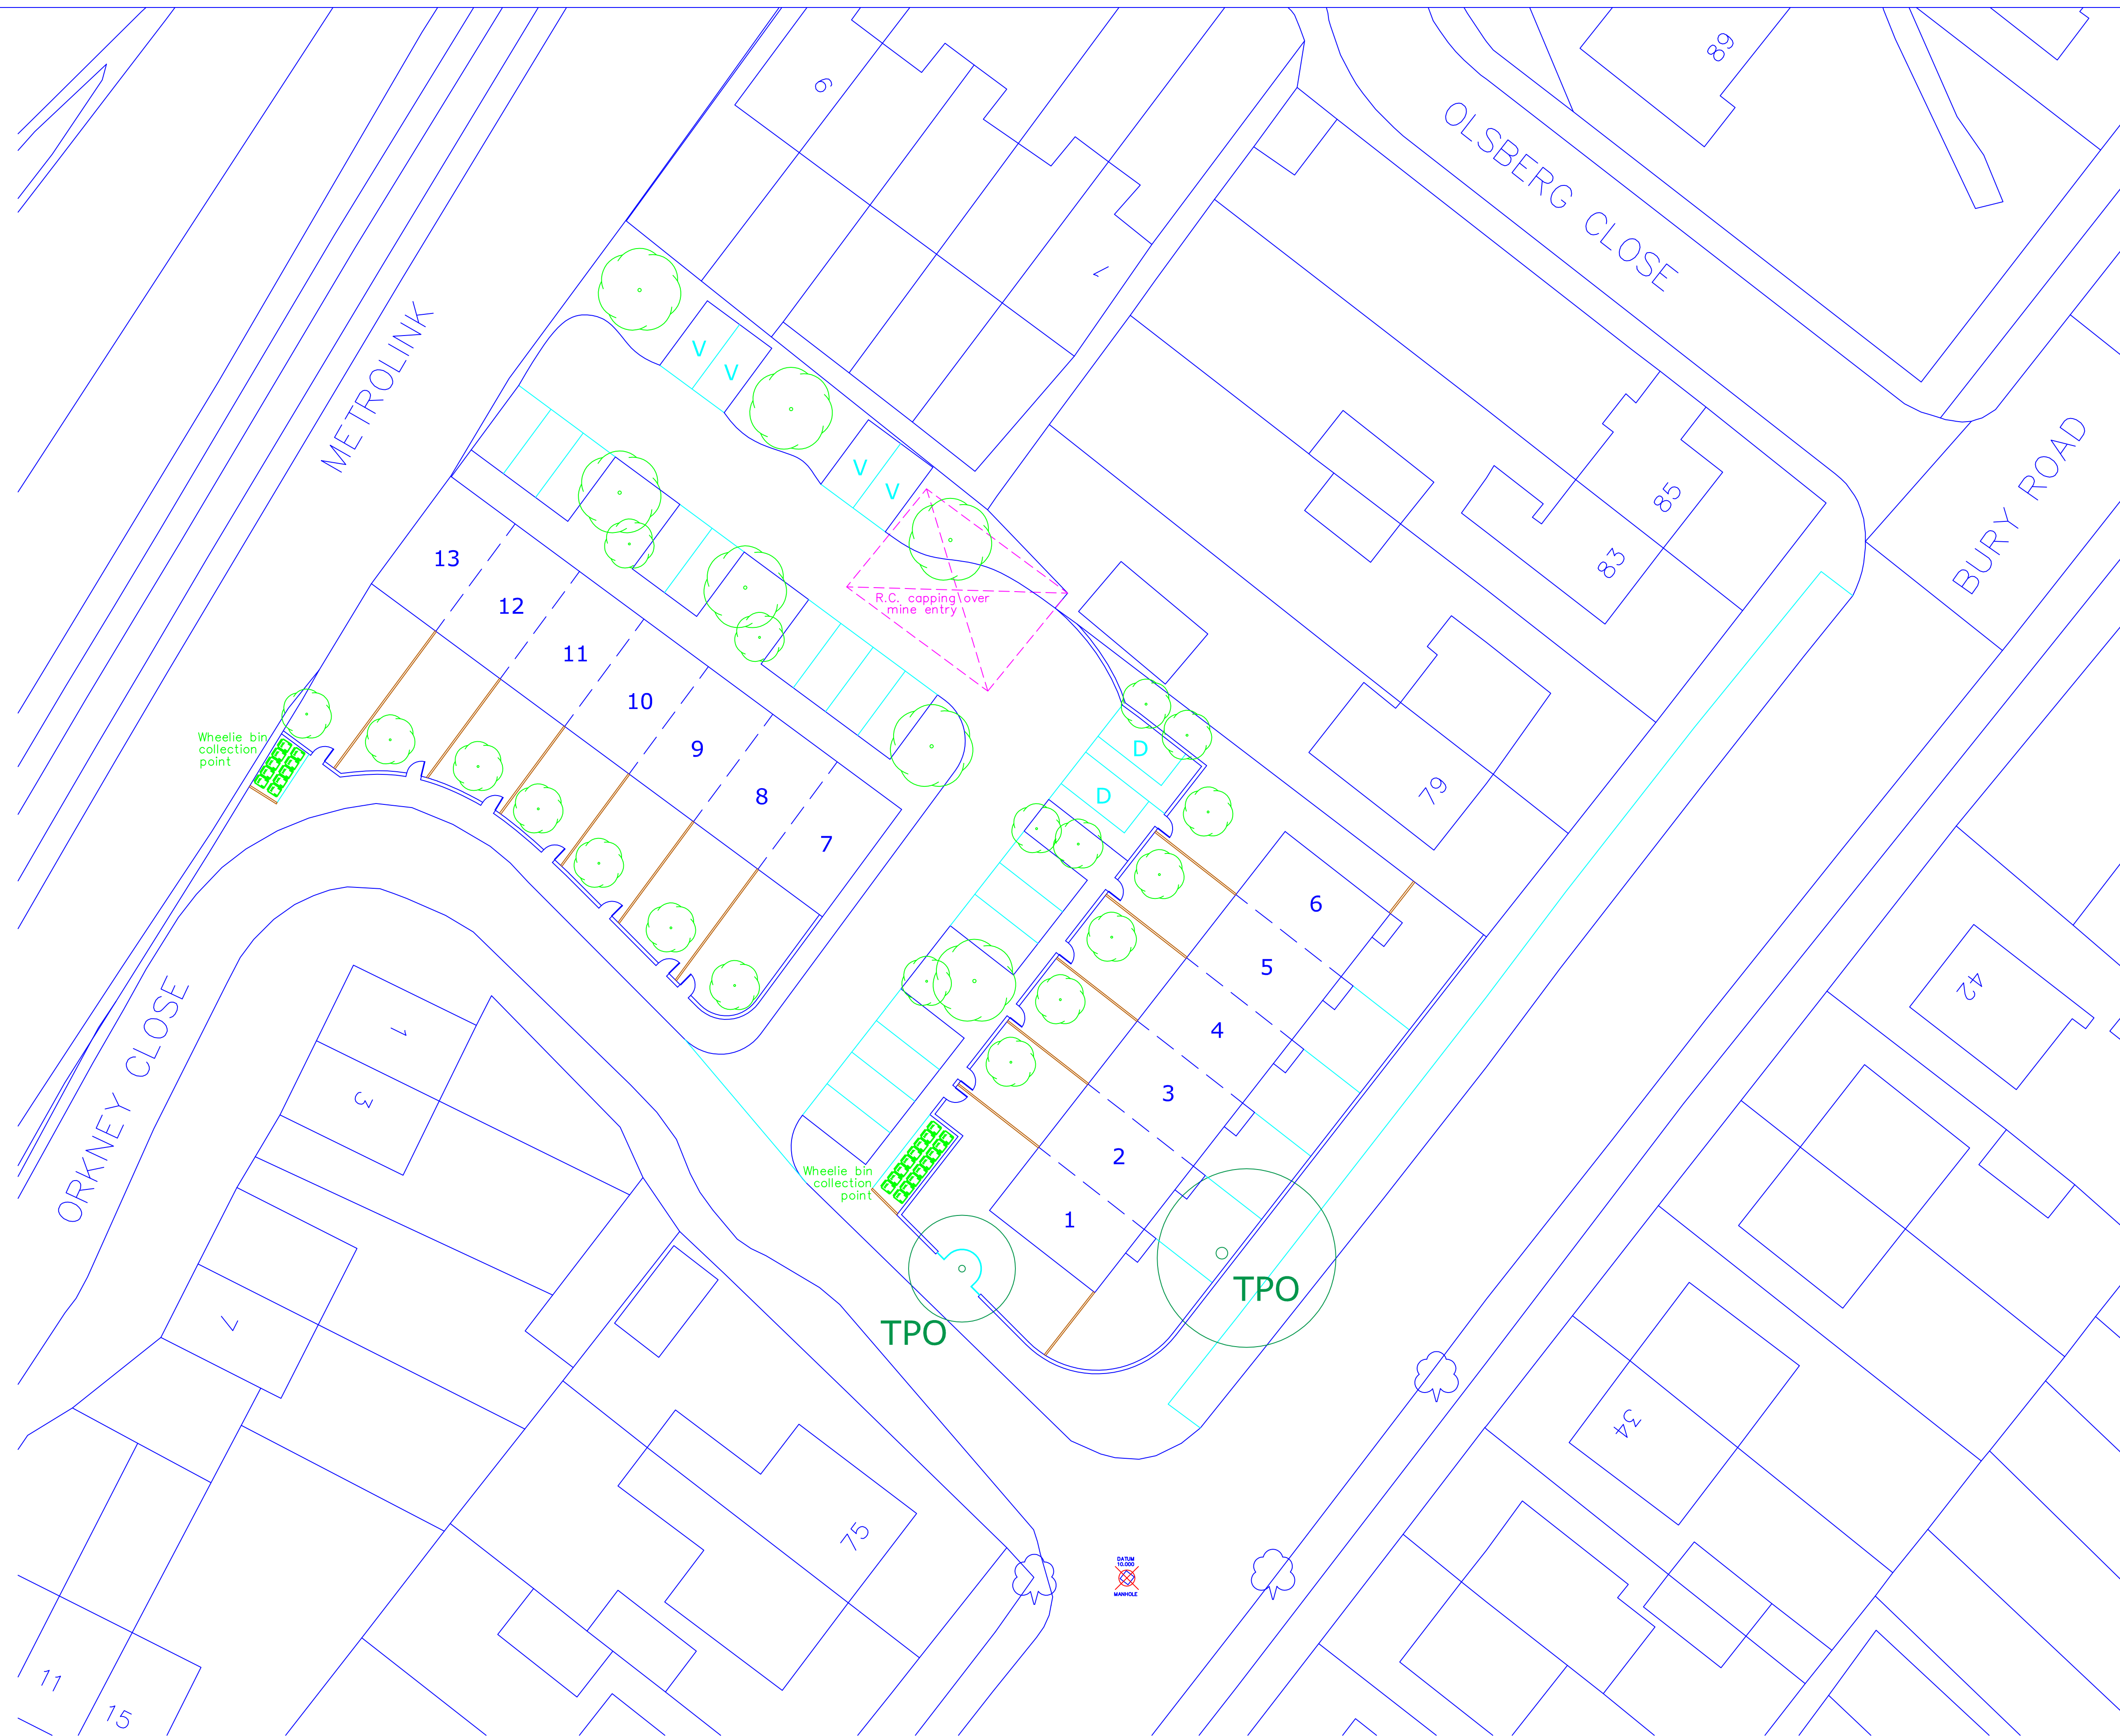 89
6
OLSBERG CLOSE
7
METROLINK
V
V
V
V
BURY ROAD
85
83
13
12
11
10
9
8
7
R.C. capping over
mine entry
Wheelie bin
collection
point
D
D
79
6
5
4
3
2
1
42
ORKNEY CLOSE
1
3
7
Wheelie bin
collection
point
TPO
TPO
34
75
DATUM
10.000
MANHOLE
11
15